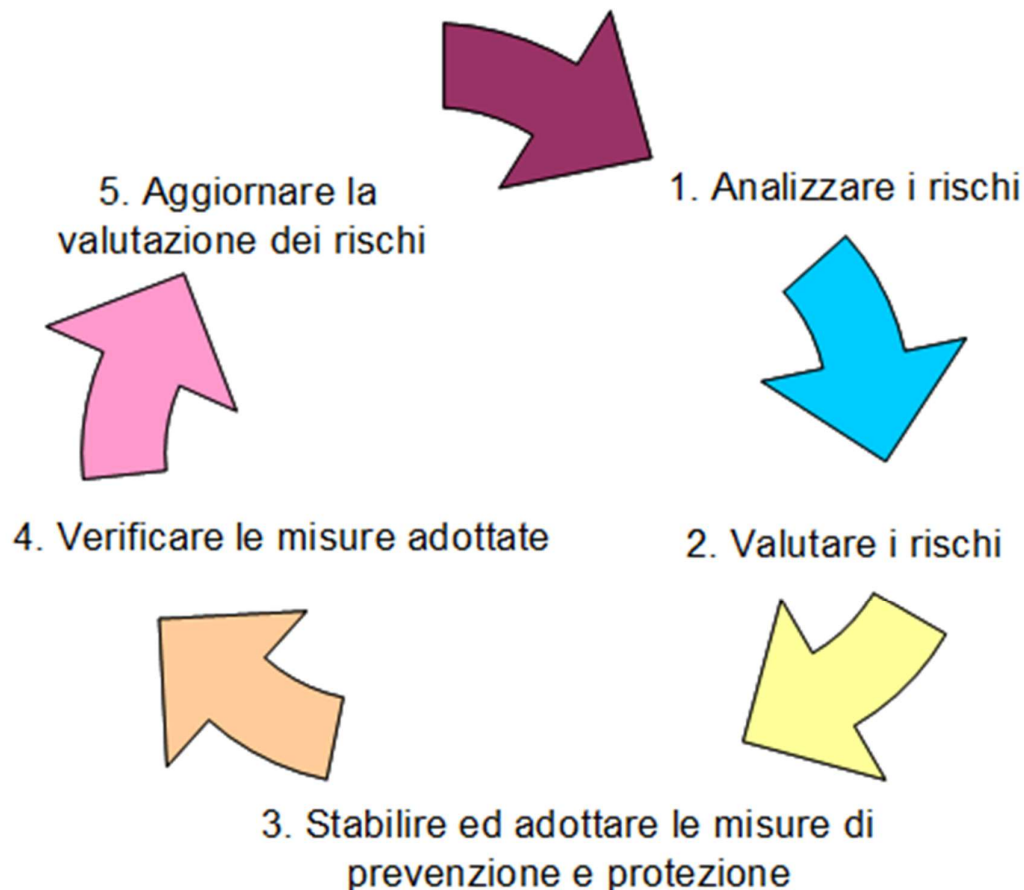 1. Analizzare i rischi
2. Valutare i rischi
3. Stabilire ed adottare le misure di
prevenzione e protezione
4. Verificare le misure adottate
5. Aggiornare la
valutazione dei rischi